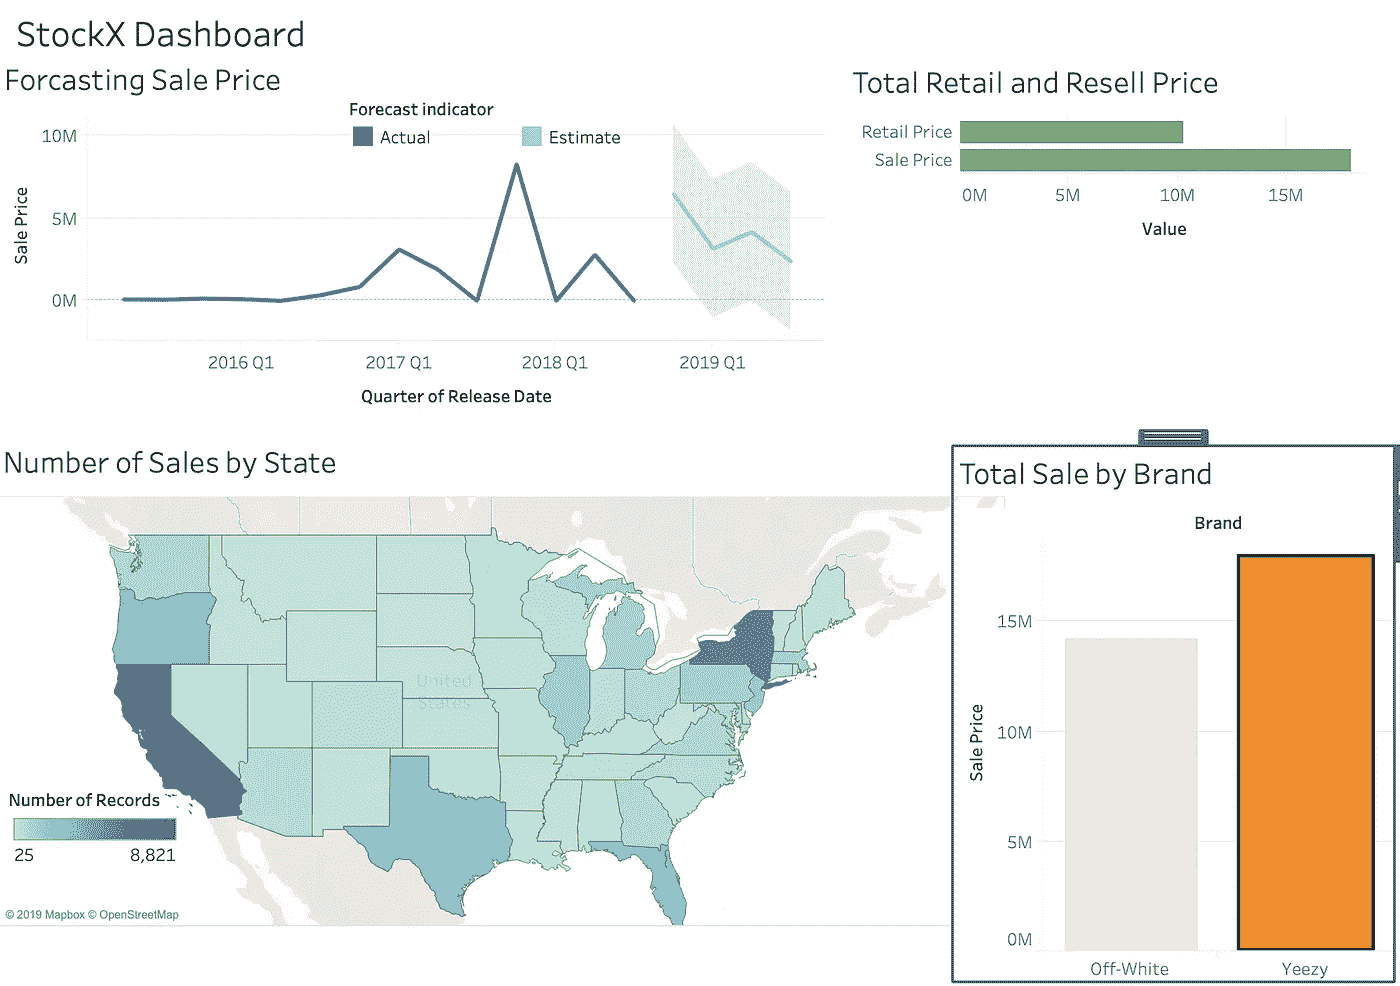 StockX Dashboard
Forcasting Sale Price
Forecast indicator
Actual
Estimate
10M
5M
0M
Sale Price
2016 Q1
2017 Q1
2018 Q1
2019 Q1
Quarter of Release Date
Total Retail and Resell Price
Retail Price
Sale Price
0M
5M
10M
15M
Value
Number of Sales by State
United
States
Number of Records
25
8,821
© 2019 Mapbox © OpenStreetMap
Total Sale by Brand
Brand
15M
10M
5M
0M
Sale Price
Off-White
Yeezy